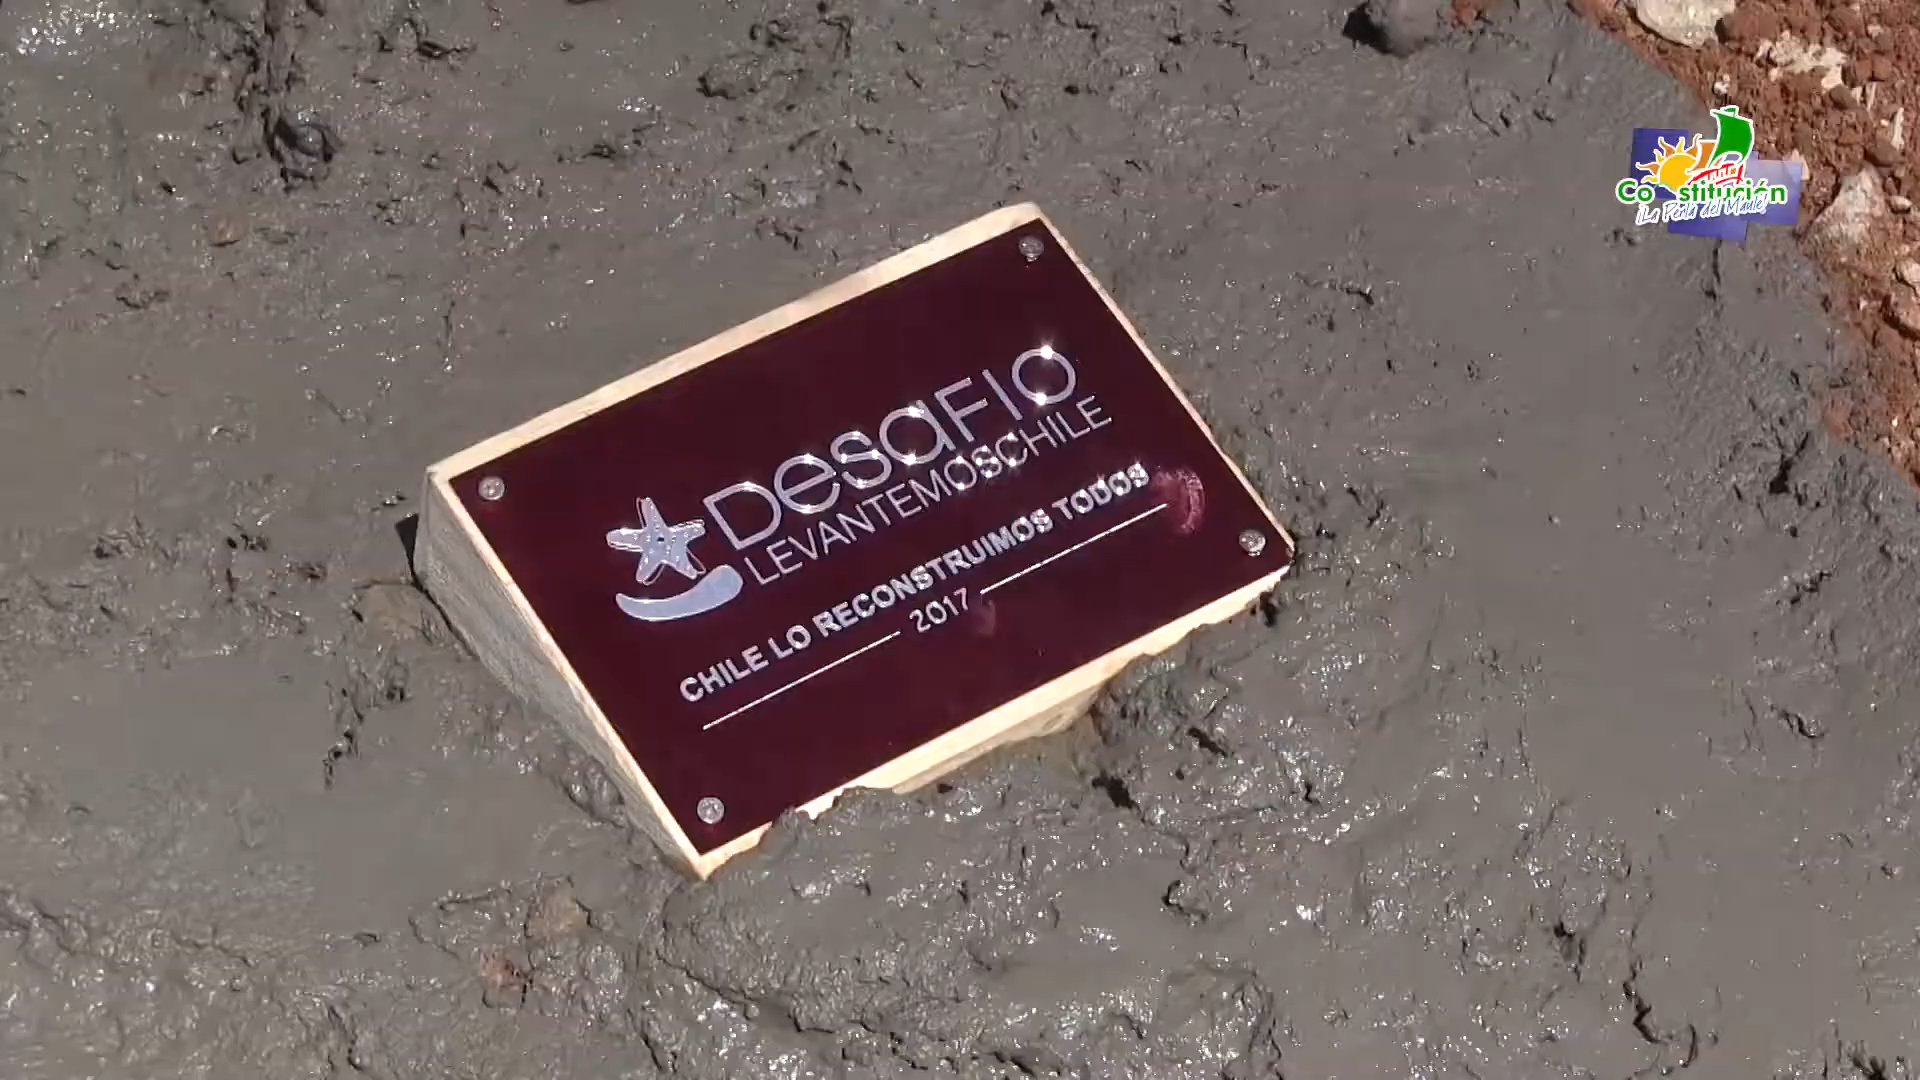 Constitución
¡La Perla del Maule!
DESAFIO
LEVANTEMOSCHILE
CHILE LO RECONSTRUIMOS TODOS
2017